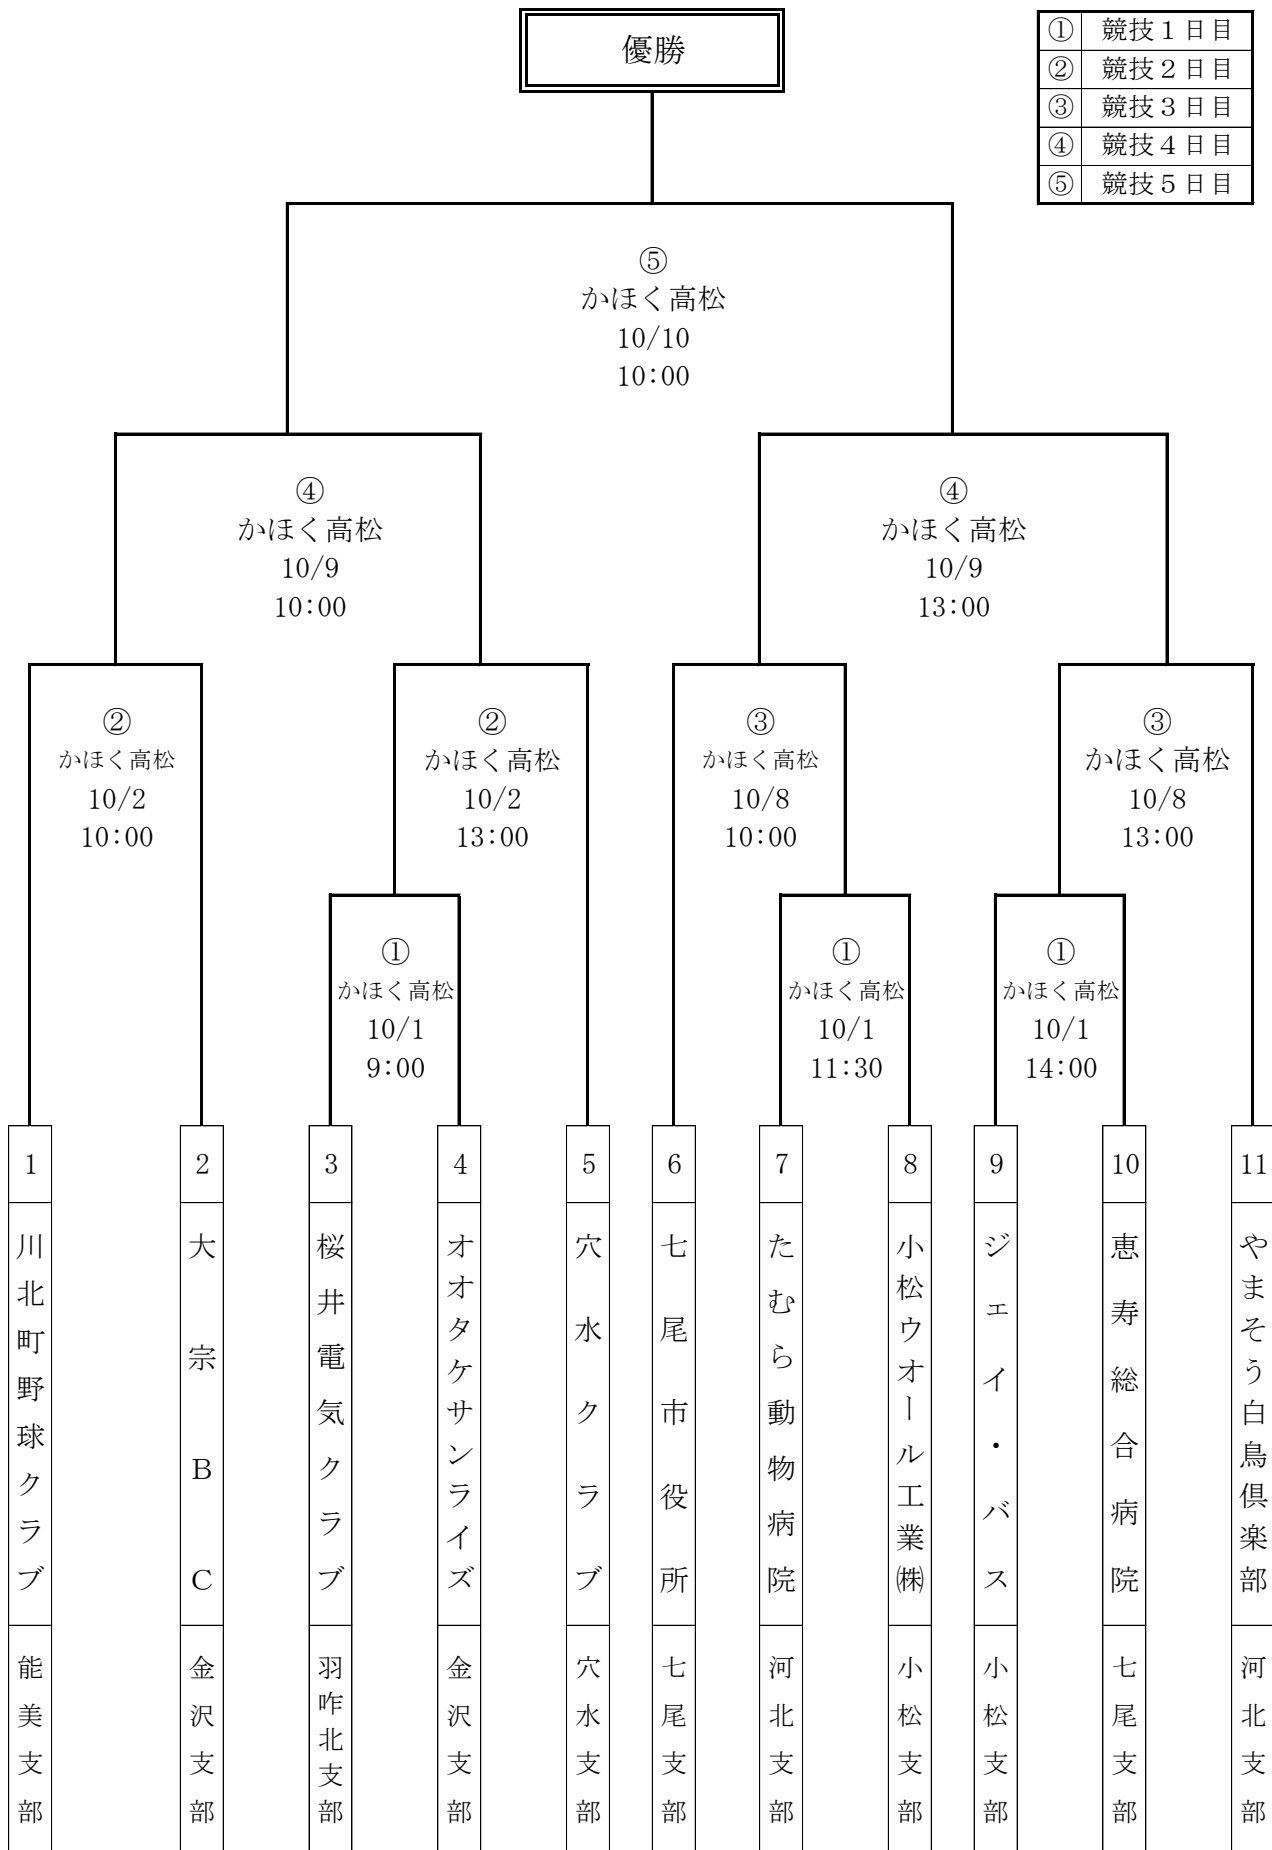 優勝
① 競技１日目
② 競技２日目
③ 競技３日目
④ 競技４日目
⑤ 競技５日目
⑤
かほく高松
10/10
10:00
④
かほく高松
10/9
10:00
④
かほく高松
10/9
13:00
②
かほく高松
10/2
10:00
②
かほく高松
10/2
13:00
③
かほく高松
10/8
10:00
③
かほく高松
10/8
13:00
①
かほく高松
10/1
9:00
①
かほく高松
10/1
11:30
①
かほく高松
10/1
14:00
1
川北町野球クラブ
能美支部
2
大宗ＢＣ
金沢支部
3
桜井電気クラブ
羽咋北支部
4
オオタケサンライズ
金沢支部
5
穴水クラブ
穴水支部
6
七尾市役所
七尾支部
7
たむら動物病院
河北支部
8
小松ウオール工業㈱
小松支部
9
ジェイ・バス
小松支部
10
恵寿総合病院
七尾支部
11
やまそう白鳥倶楽部
河北支部